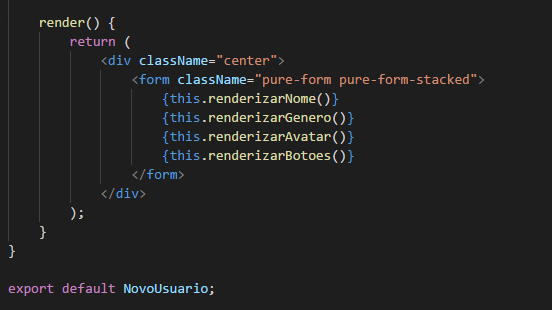 render() {
return (
<div className="center">
<form className="pure-form pure-form-stacked">
{this.renderizarNome()}
{this.renderizarGenero()}
{this.renderizarAvatar()}
{this.renderizarBotoes()}
</form>
</div>
);
}
}
export default NovoUsuario;